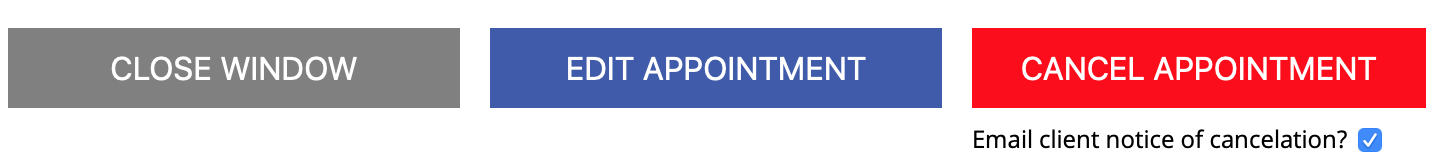 CLOSE WINDOW
EDIT APPOINTMENT
CANCEL APPOINTMENT
Email client notice of cancelation?